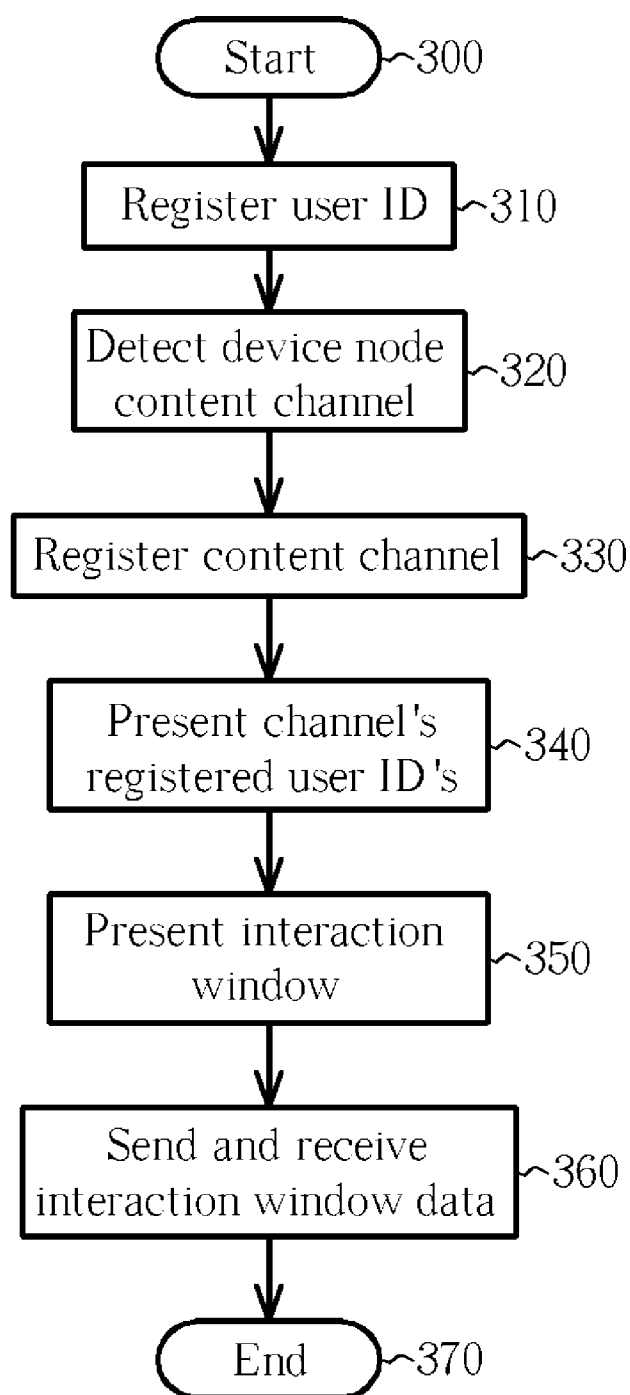 Start
300
Register user ID
310
Detect device node
content channel
320
Register content channel
330
Present channel's
registered user ID's
340
Present interaction
window
350
Send and receive
interaction window data
360
End
370